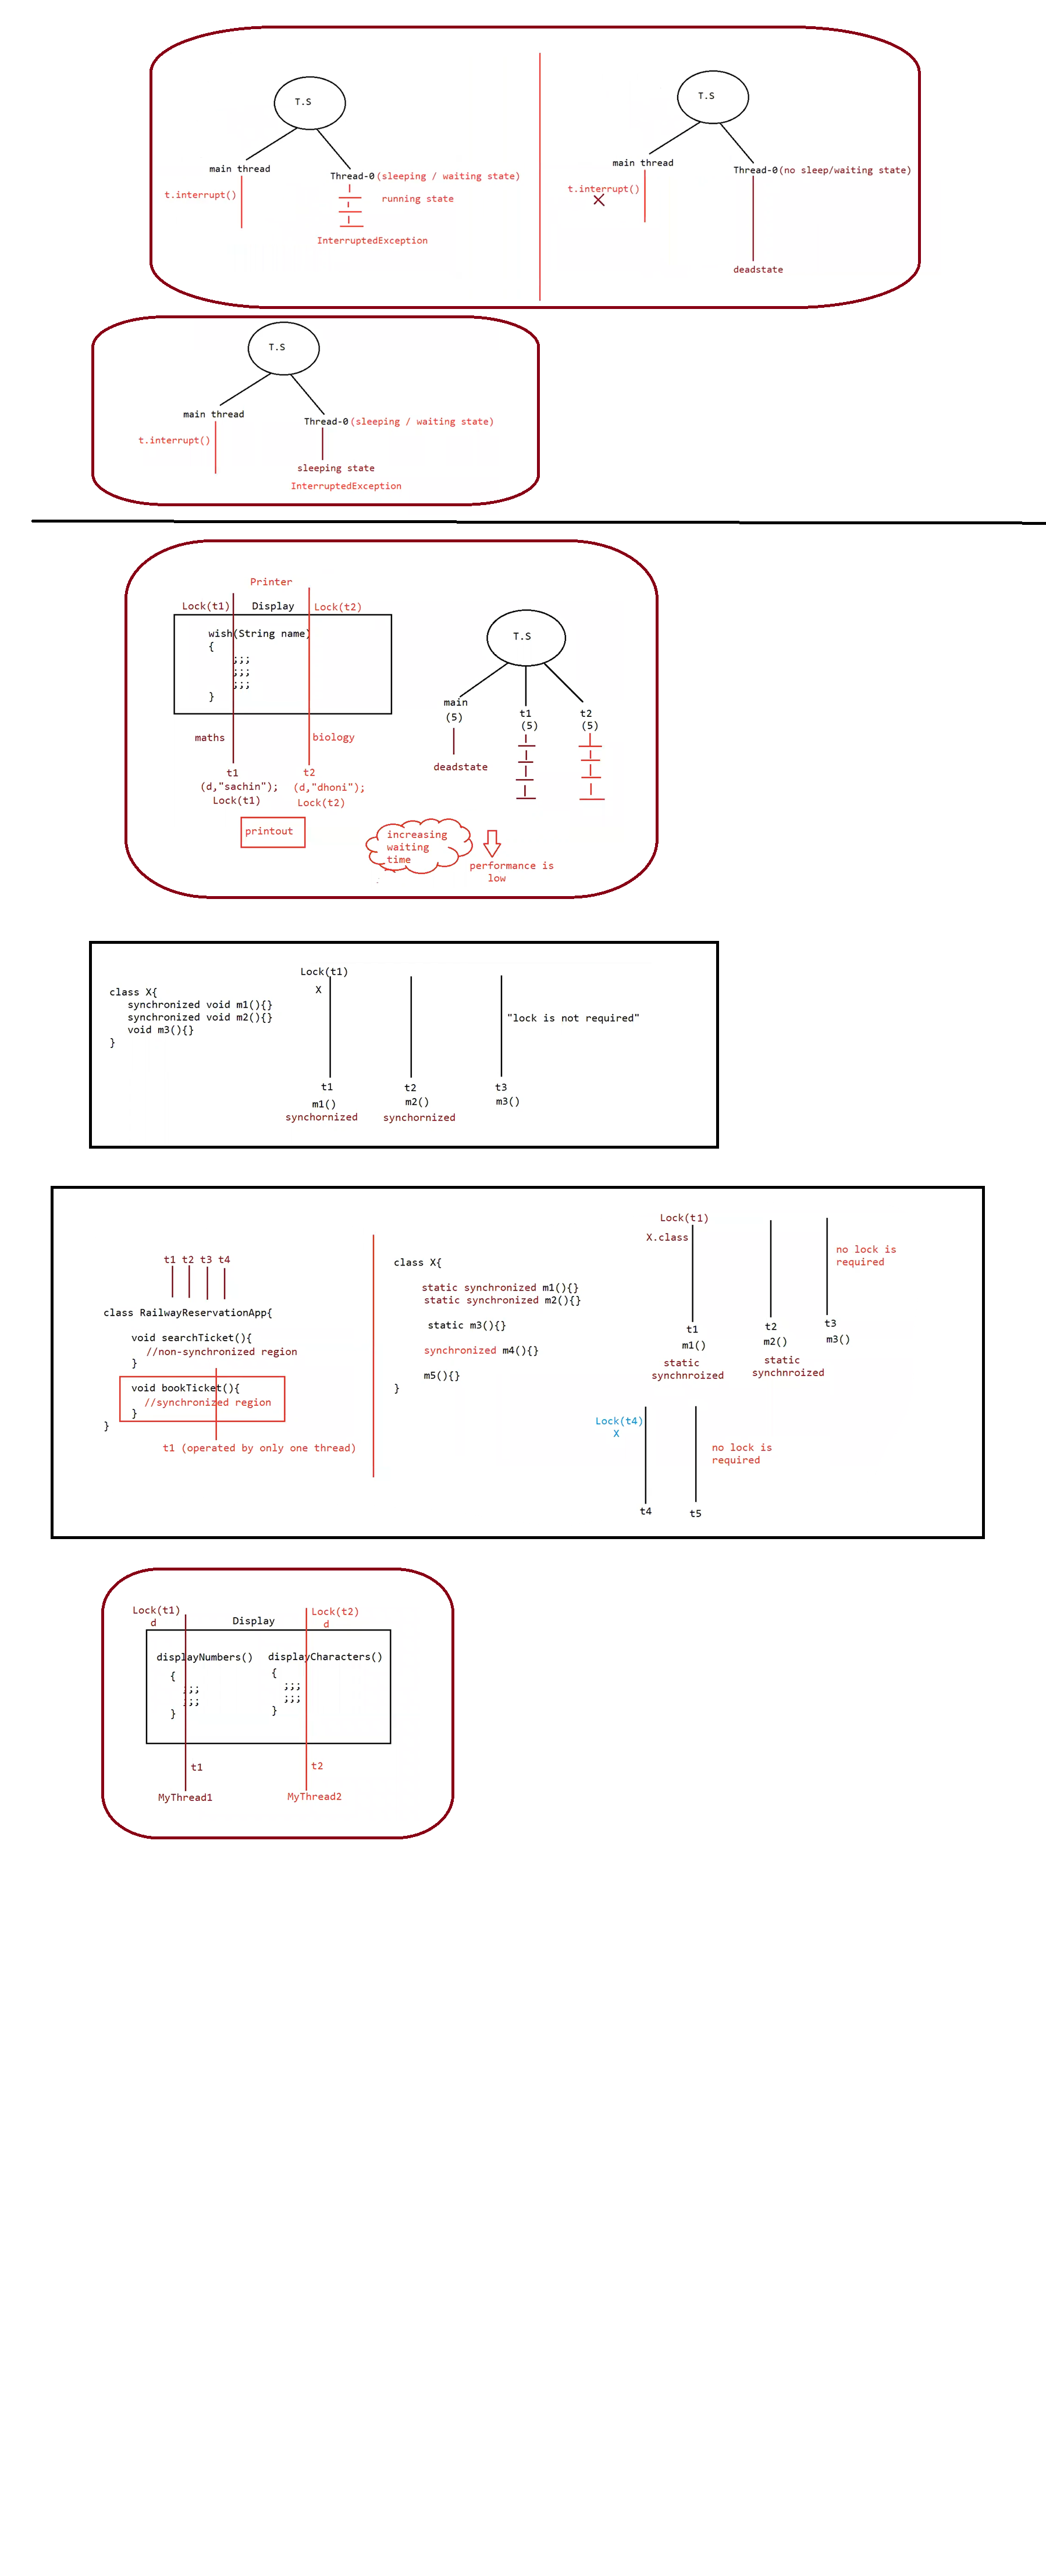 T.S
main thread
Thread-0(sleeping / waiting state)
t.interrupt()
running state
InterruptedException
T.S
main thread
Thread-0(no sleep/waiting state)
t.interrupt()
deadstate
T.S
main thread
Thread-0(sleeping / waiting state)
t.interrupt()
sleeping state
InterruptedException
Printer
Lock(t1)
Display
Lock(t2)
wish(String name)
{
;;;
;;;
;;;
}
maths
biology
t1
t2
(d,"sachin");
(d,"dhoni");
Lock(t1)
Lock(t2)
printout
T.S
main
(5)
t1
(5)
t2
(5)
deadstate
increasing
waiting
time
performance is
low
class X{
synchronized void m1(){}
synchronized void m2(){}
void m3(){}
}
Lock(t1)
X
"lock is not required"
t1
t2
t3
m1()
m2()
m3()
synchornized
synchornized
t1 t2 t3 t4
class RailwayReservationApp{
void searchTicket(){
//non-synchronized region
}
void bookTicket(){
//synchronized region
}
}
t1 (operated by only one thread)
class X{
static synchronized m1(){}
static synchronized m2(){}
static m3(){}
synchronized m4(){}
m5(){}
}
Lock(t1)
X.class
no lock is
required
t1
t2
t3
m1()
m2()
m3()
static
synchnroized
static
synchnroized
Lock(t4)
X
no lock is
required
t4
t5
Lock(t1)
d
Display
Lock(t2)
d
displayNumbers()
{
;;;
;;;
}
displayCharacters()
{
;;;
;;;
}
t1
t2
MyThread1
MyThread2